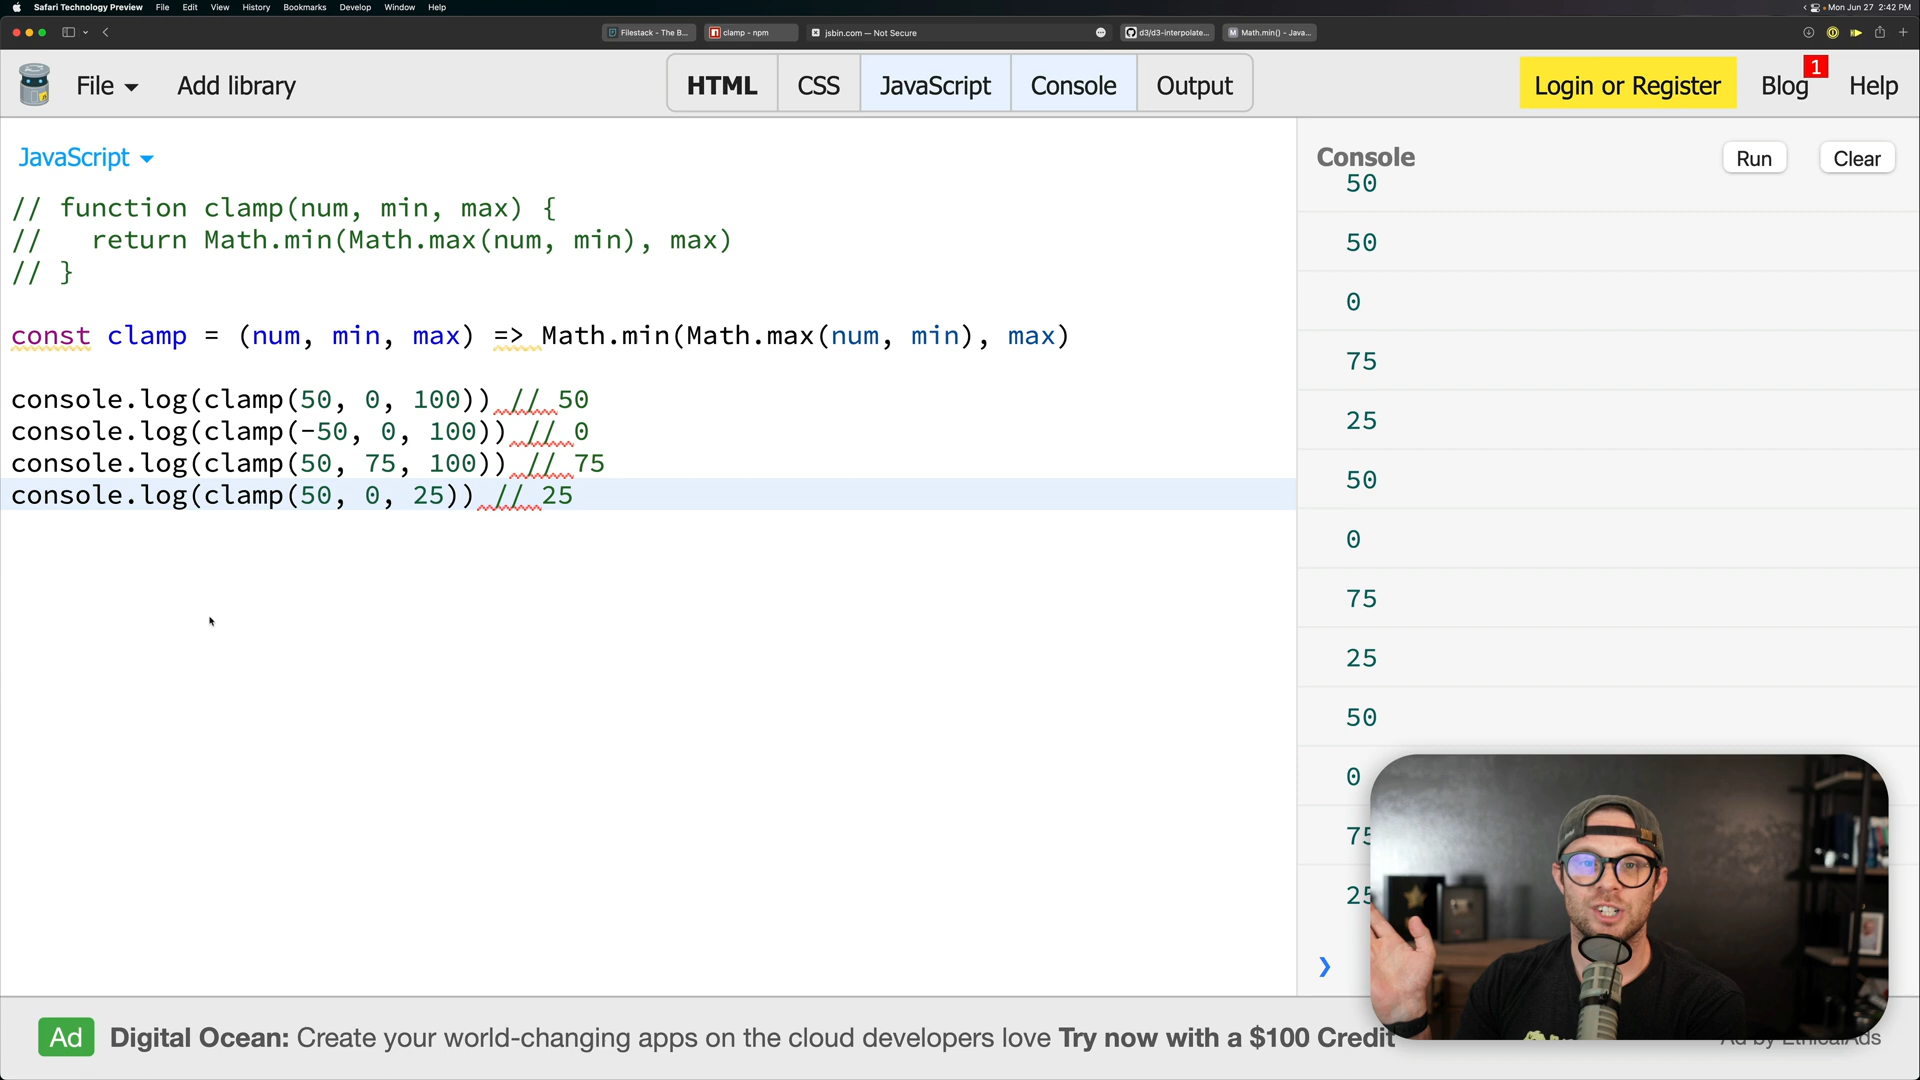 Safari Technology Preview File Edit View History Bookmarks Develop Window Help
Mon Jun 27 2:42 PM
Filestack - The B...
clamp - npm
jsbin.com — Not Secure
d3/d3-interpolate...
Math.min() - Java...
File
Add library
HTML
CSS
JavaScript
Console
Output
Login or Register
Blog
1
Help
JavaScript
// function clamp(num, min, max) {
//   return Math.min(Math.max(num, min), max)
// }
const clamp = (num, min, max) => Math.min(Math.max(num, min), max)
console.log(clamp(50, 0, 100)) // 50
console.log(clamp(-50, 0, 100)) // 0
console.log(clamp(50, 75, 100)) // 75
console.log(clamp(50, 0, 25)) // 25
Console
Run
Clear
50
50
0
75
25
50
0
75
25
50
0
75
25
Ad
Digital Ocean: Create your world-changing apps on the cloud developers love Try now with a $100 Credit
Ad by EthicalAds